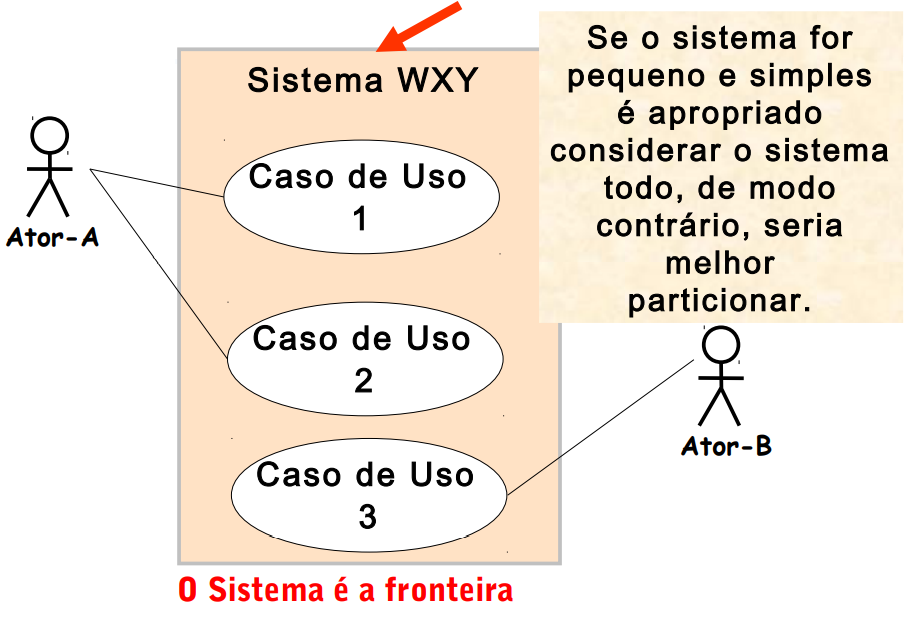 Sistema WXY
Se o sistema for
pequeno e simples
é apropriado
considerar o sistema
todo, de modo
contrário, seria
melhor
particionar.
Ator-A
Caso de Uso
1
Caso de Uso
2
Ator-B
Caso de Uso
3
O Sistema é a fronteira